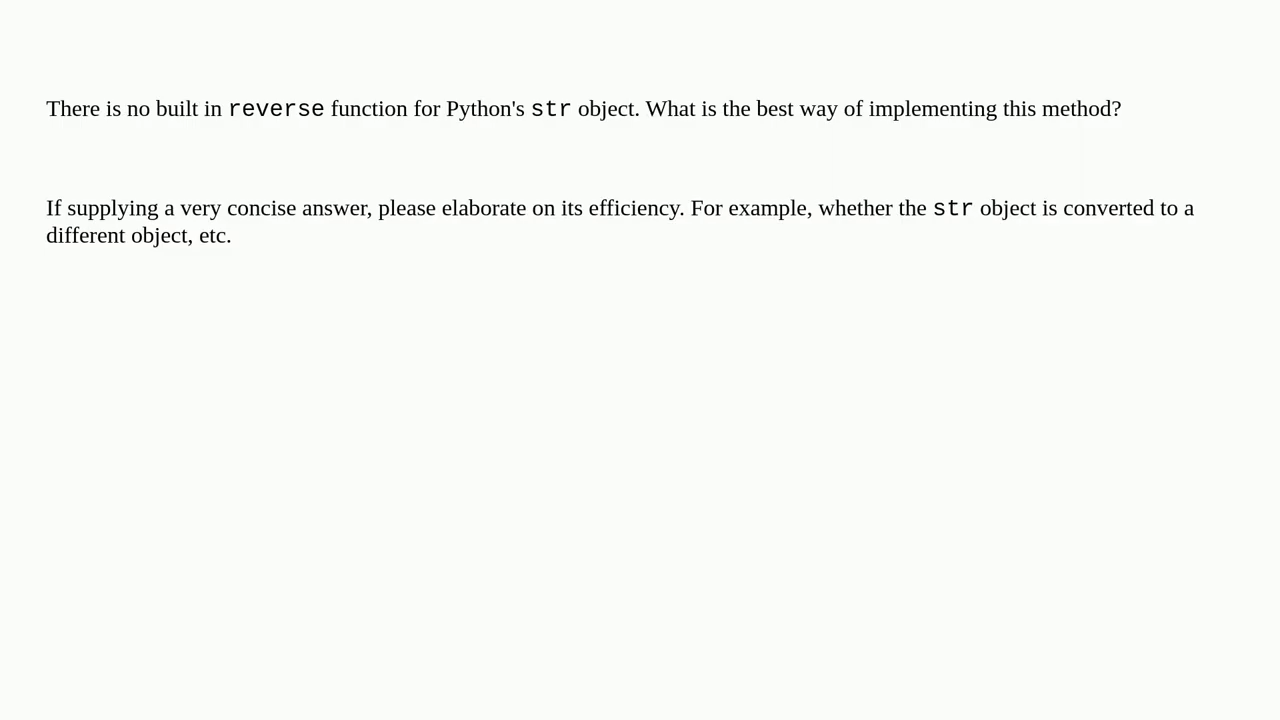 There is no built in reverse function for Python's str object. What is the best way of implementing this method?
If supplying a very concise answer, please elaborate on its efficiency. For example, whether the str object is converted to a
different object, etc.